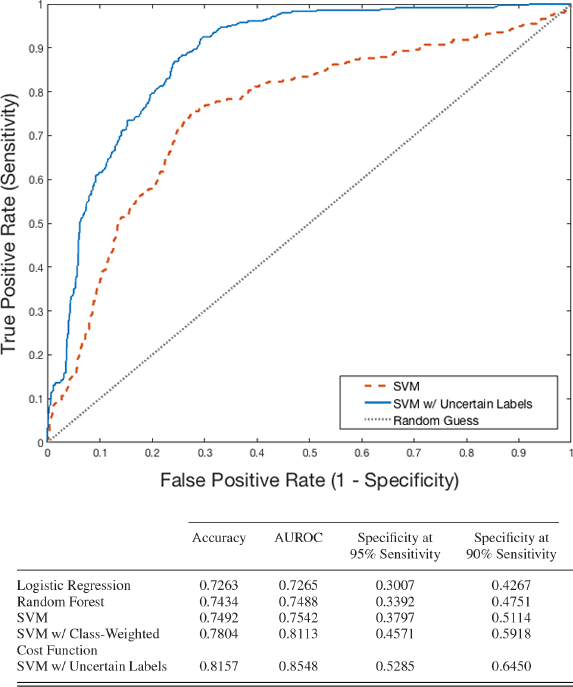 1
0.9
0.8
0.7
0.6
0.5
0.4
0.3
0.2
0.1
0
True Positive Rate (Sensitivity)
0 0.1 0.2 0.3 0.4 0.5 0.6 0.7 0.8 0.9 1
False Positive Rate (1 - Specificity)
SVM
SVM w/ Uncertain Labels
Random Guess
Accuracy AUROC Specificity at 95% Sensitivity Specificity at 90% Sensitivity
Logistic Regression 0.7263 0.7265 0.3007 0.4267
Random Forest 0.7434 0.7488 0.3392 0.4751
SVM 0.7492 0.7542 0.3797 0.5114
SVM w/ Class-Weighted 0.7804 0.8113 0.4571 0.5918
Cost Function
SVM w/ Uncertain Labels 0.8157 0.8548 0.5285 0.6450